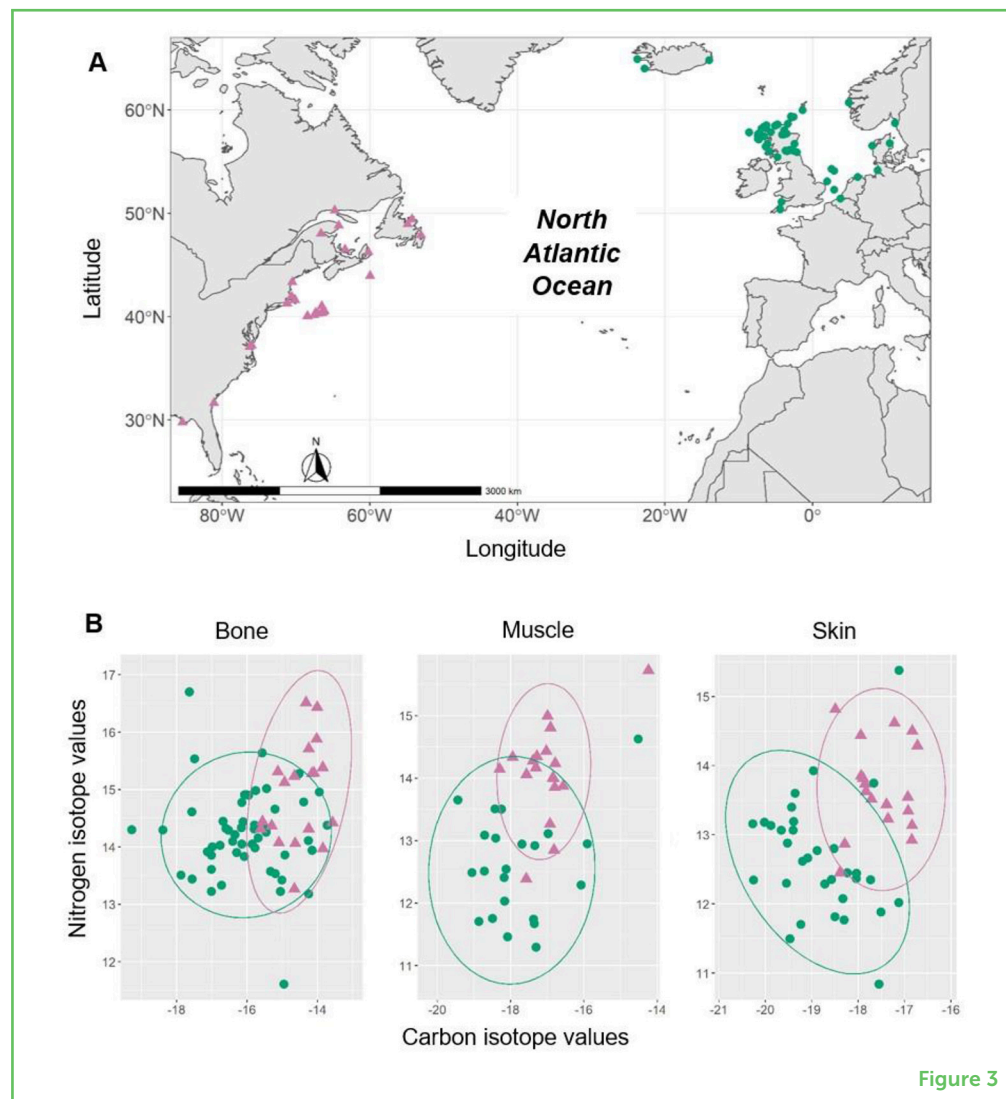 A
60°N
50°N
40°N
30°N
Latitude
North
Atlantic
Ocean
N
3000 km
80°W
60°W
40°W
20°W
0°
Longitude
B
Bone
Muscle
Skin
Nitrogen isotope values
17
16
15
14
13
12
-18
-16
-14
15
14
13
12
11
-20
-18
-16
-14
15
14
13
12
11
-21
-20
-19
-18
-17
-16
Carbon isotope values
Figure 3